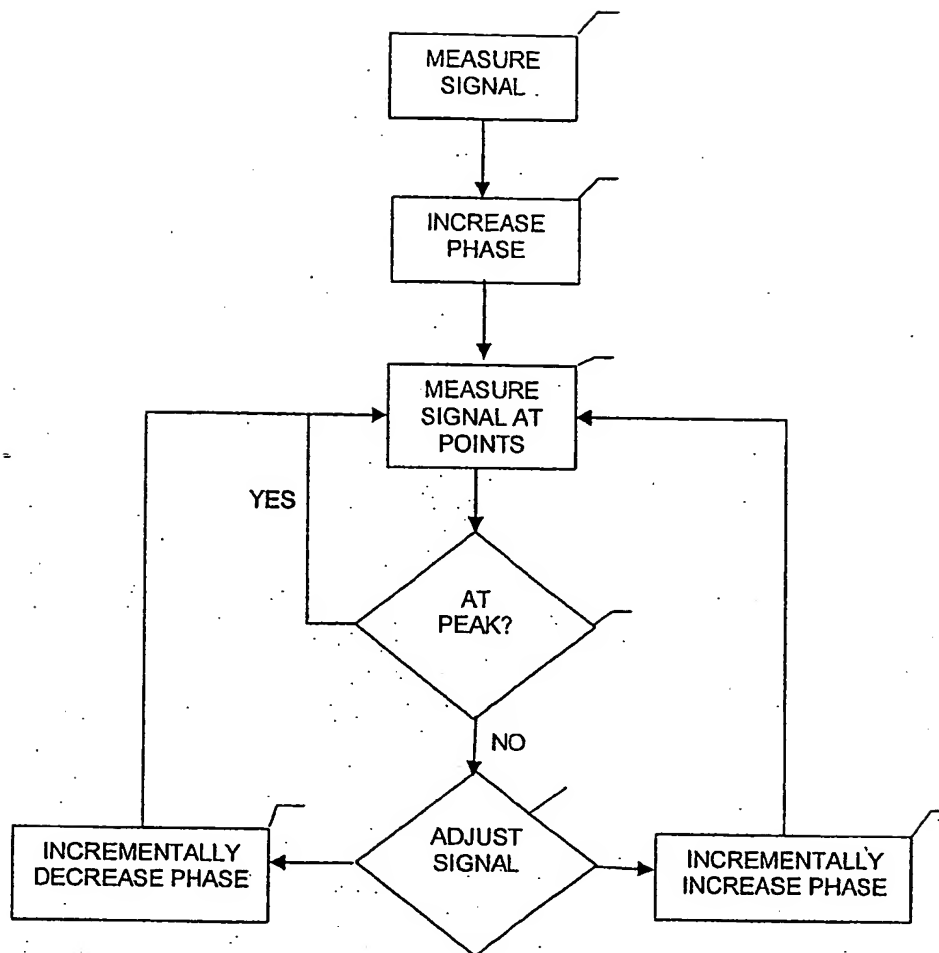 MEASURE
SIGNAL
INCREASE
PHASE
MEASURE
SIGNAL AT
POINTS
YES
AT
PEAK?
NO
ADJUST
SIGNAL
INCREMENTALLY
DECREASE PHASE
INCREMENTALLY
INCREASE PHASE